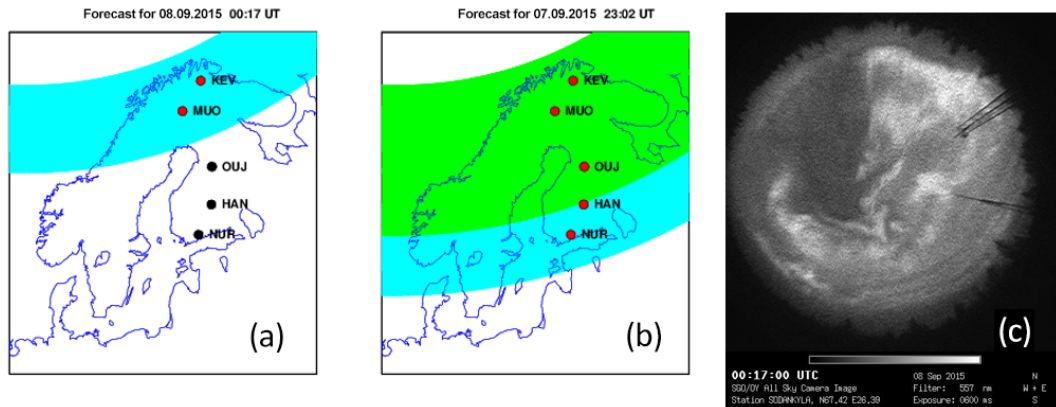 Forecast for 08.09.2015 00:17 UT
KEV
MUO
OUJ
HAN
NUR
(a)
Forecast for 07.09.2015 23:02 UT
KEV
MUO
OUJ
HAN
NUR
(b)
(c)
00:17:00 UTC
08 Sep 2015
N
SGO/OY All Sky Camera Image
Filter: 557 nm
W + E
Station SODANKYLA, N67.42 E26.39
Exposure: 0600 ms
S